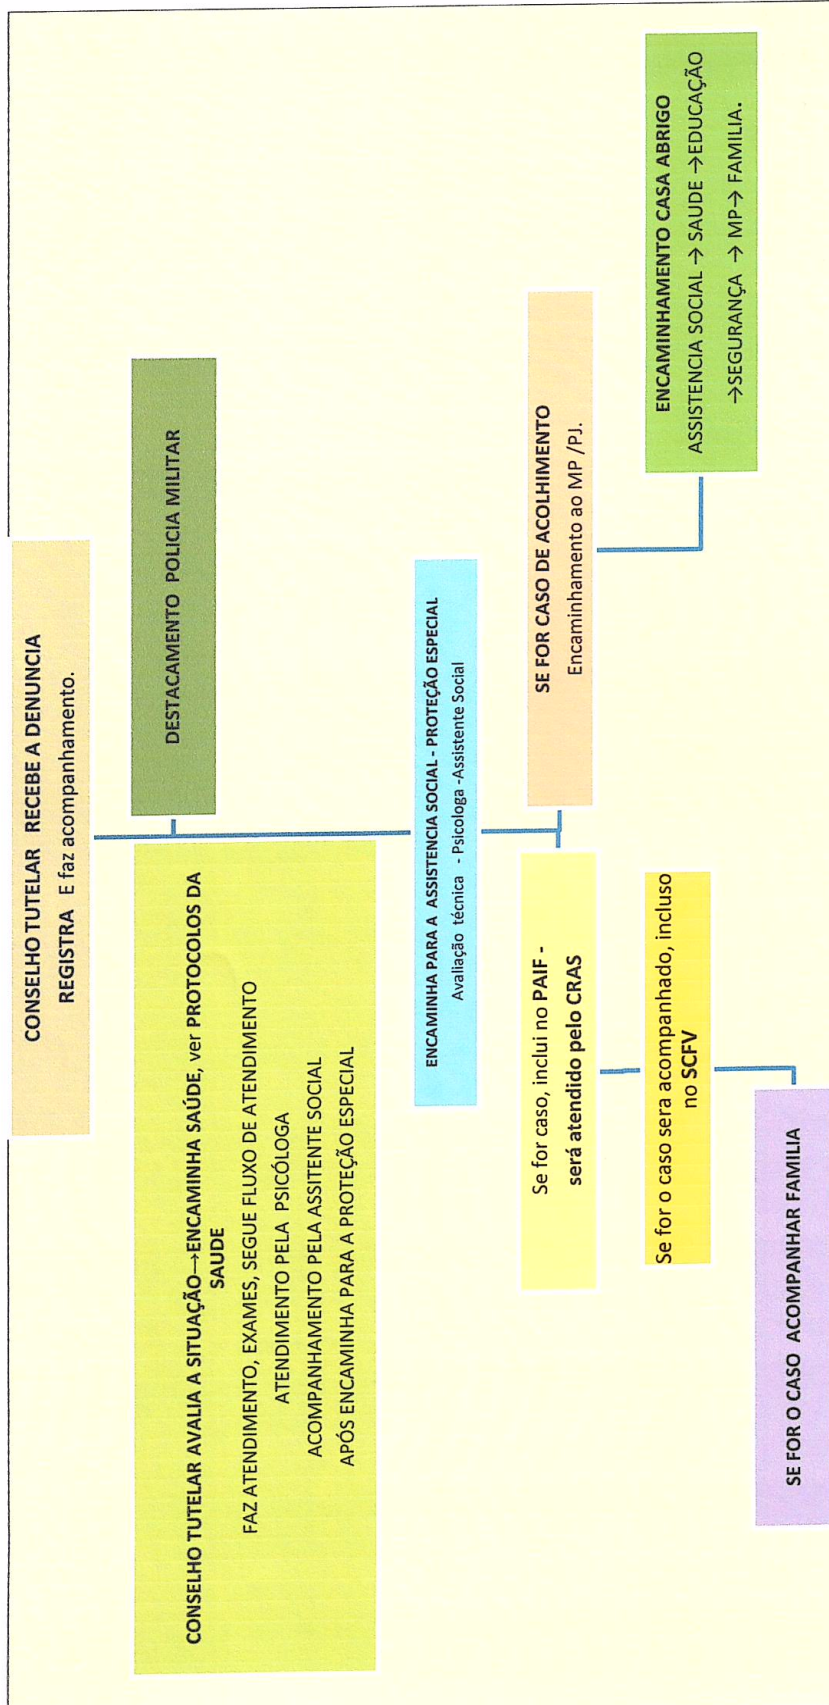 CONSELHO TUTELAR RECEBE A DENUNCIA
REGISTRA E faz acompanhamento.
DESTACAMENTO POLICIA MILITAR
CONSELHO TUTELAR AVALIA A SITUAÇÃO→ENCAMINHA SAÚDE, ver PROTOCOLOS DA
SAUDE
FAZ ATENDIMENTO, EXAMES, SEGUE FLUXO DE ATENDIMENTO
ATENDIMENTO PELA PSICÓLOGA
ACOMPANHAMENTO PELA ASSITENTE SOCIAL
APÓS ENCAMINHA PARA A PROTEÇÃO ESPECIAL
ENCAMINHA PARA A ASSISTENCIA SOCIAL - PROTEÇÃO ESPECIAL
Avaliação técnica - Psicologa -Assistente Social
Se for caso, inclui no PAIF -
será atendido pelo CRAS
SE FOR CASO DE ACOLHIMENTO
Encaminhamento ao MP /PJ.
Se for o caso sera acompanhado, incluso
no SCFV
ENCAMINHAMENTO CASA ABRIGO
ASSISTENCIA SOCIAL → SAUDE →EDUCAÇÃO
→SEGURANÇA → MP→ FAMILIA.
SE FOR O CASO ACOMPANHAR FAMILIA